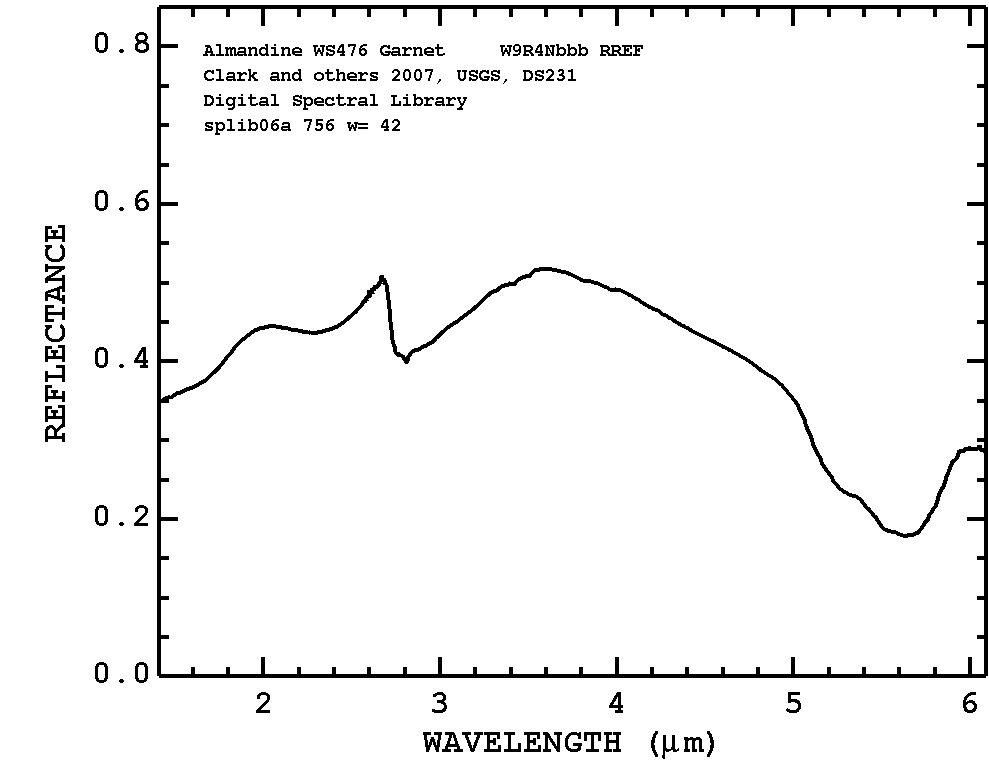 Almandine WS476 Garnet W9R4Nbbb RREF
Clark and others 2007, USGS, DS231
Digital Spectral Library
splib06a 756 w= 42
0.8
0.6
0.4
0.2
0.0
REFLECTANCE
2 3 4 5 6
WAVELENGTH (μm)